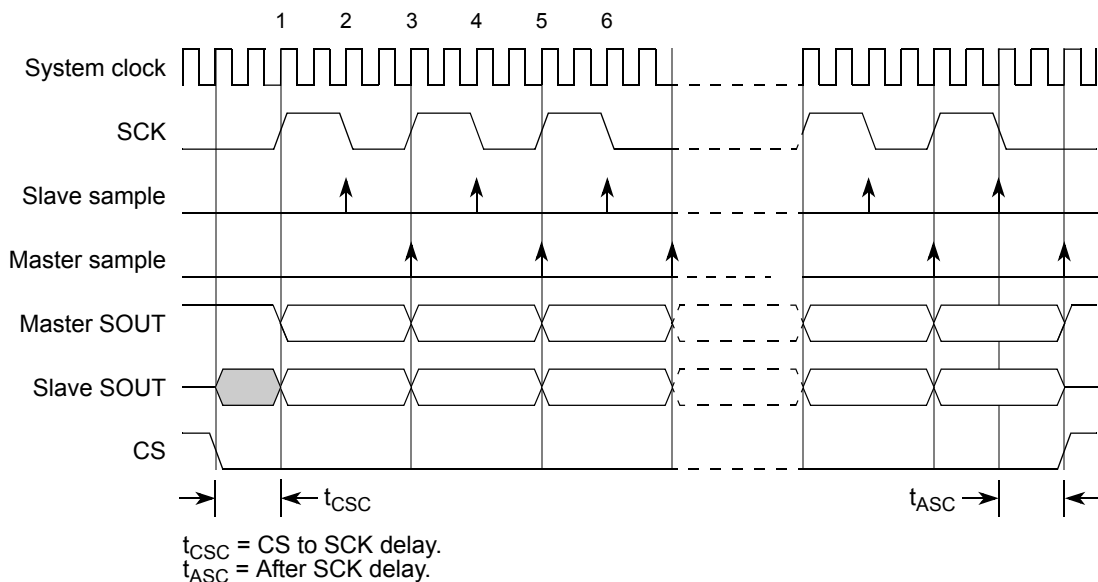 1 2 3 4 5 6
System clock
SCK
Slave sample
Master sample
Master SOUT
Slave SOUT
CS
tCSC tASC
tCSC = CS to SCK delay.
tASC = After SCK delay.